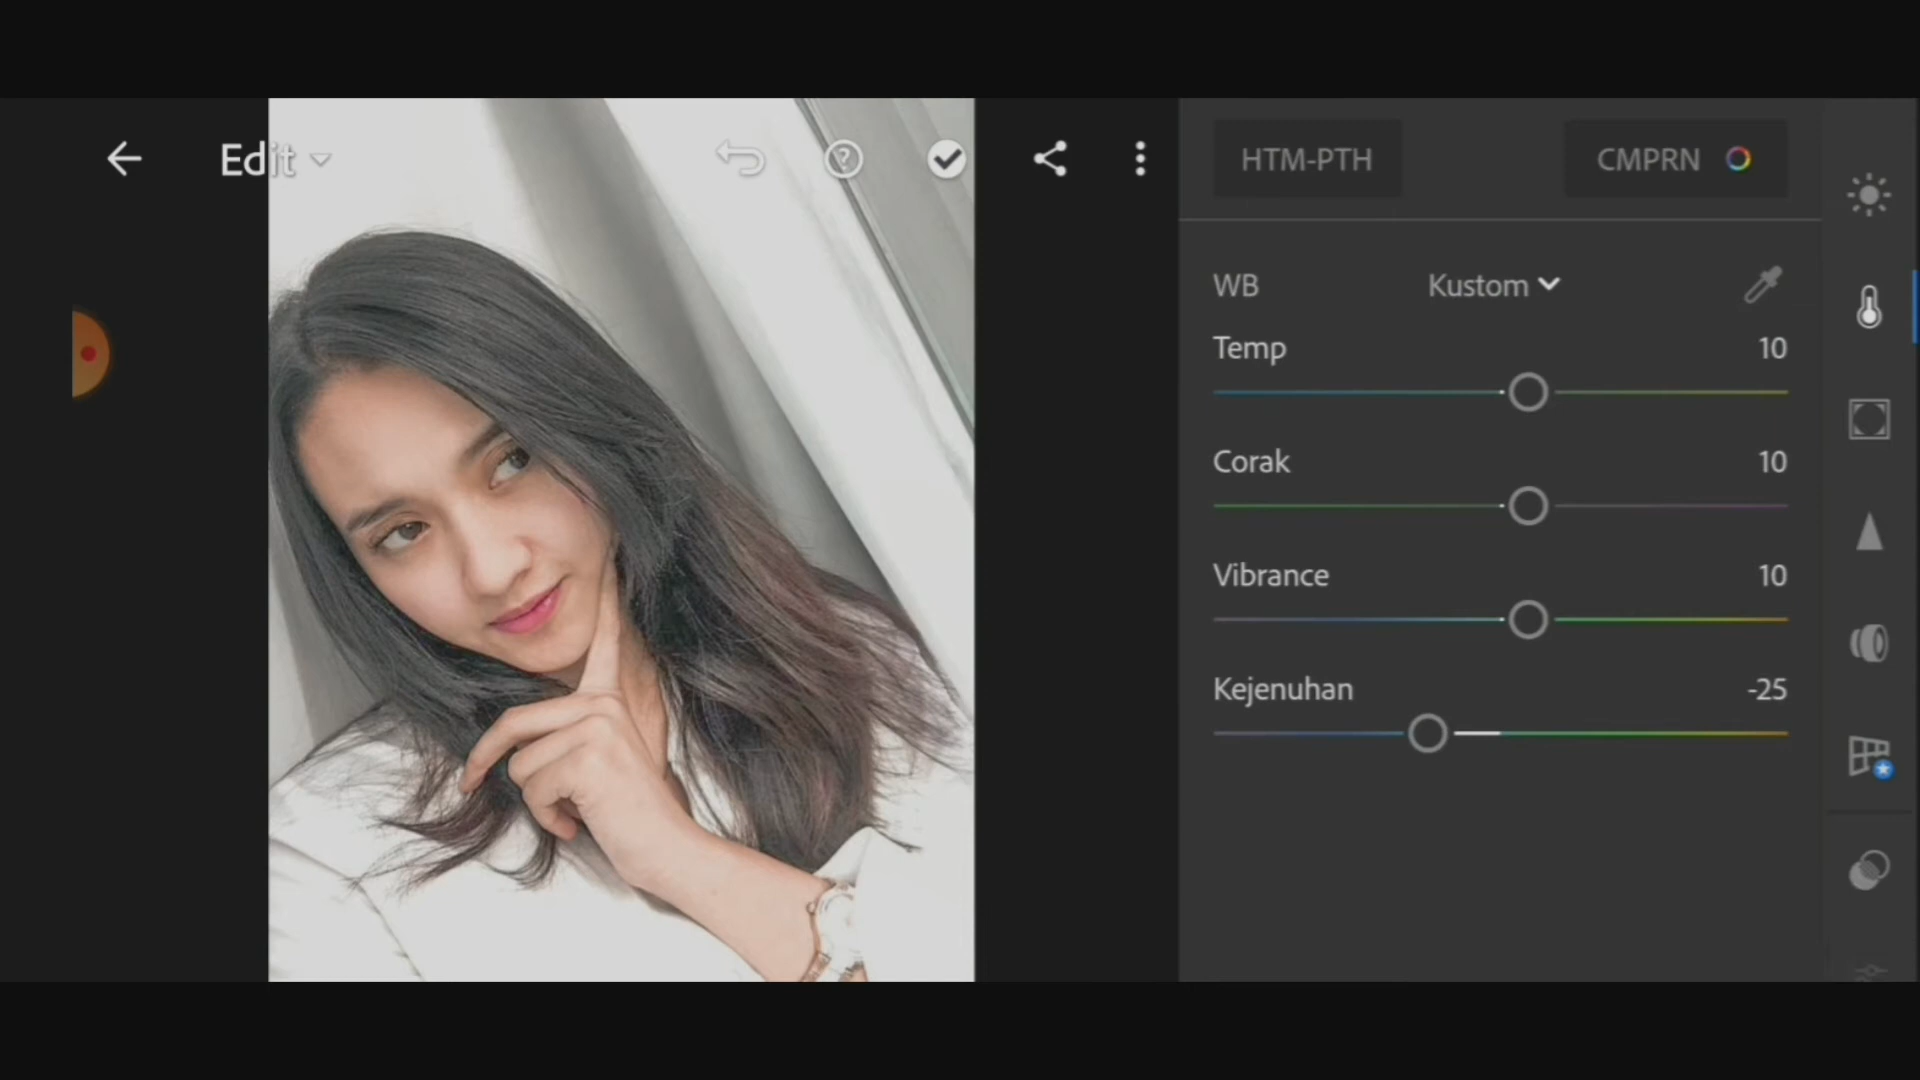 Edit
HTM-PTH
CMPRN
WB
Kustom
Temp
10
Corak
10
Vibrance
10
Kejenuhan
-25